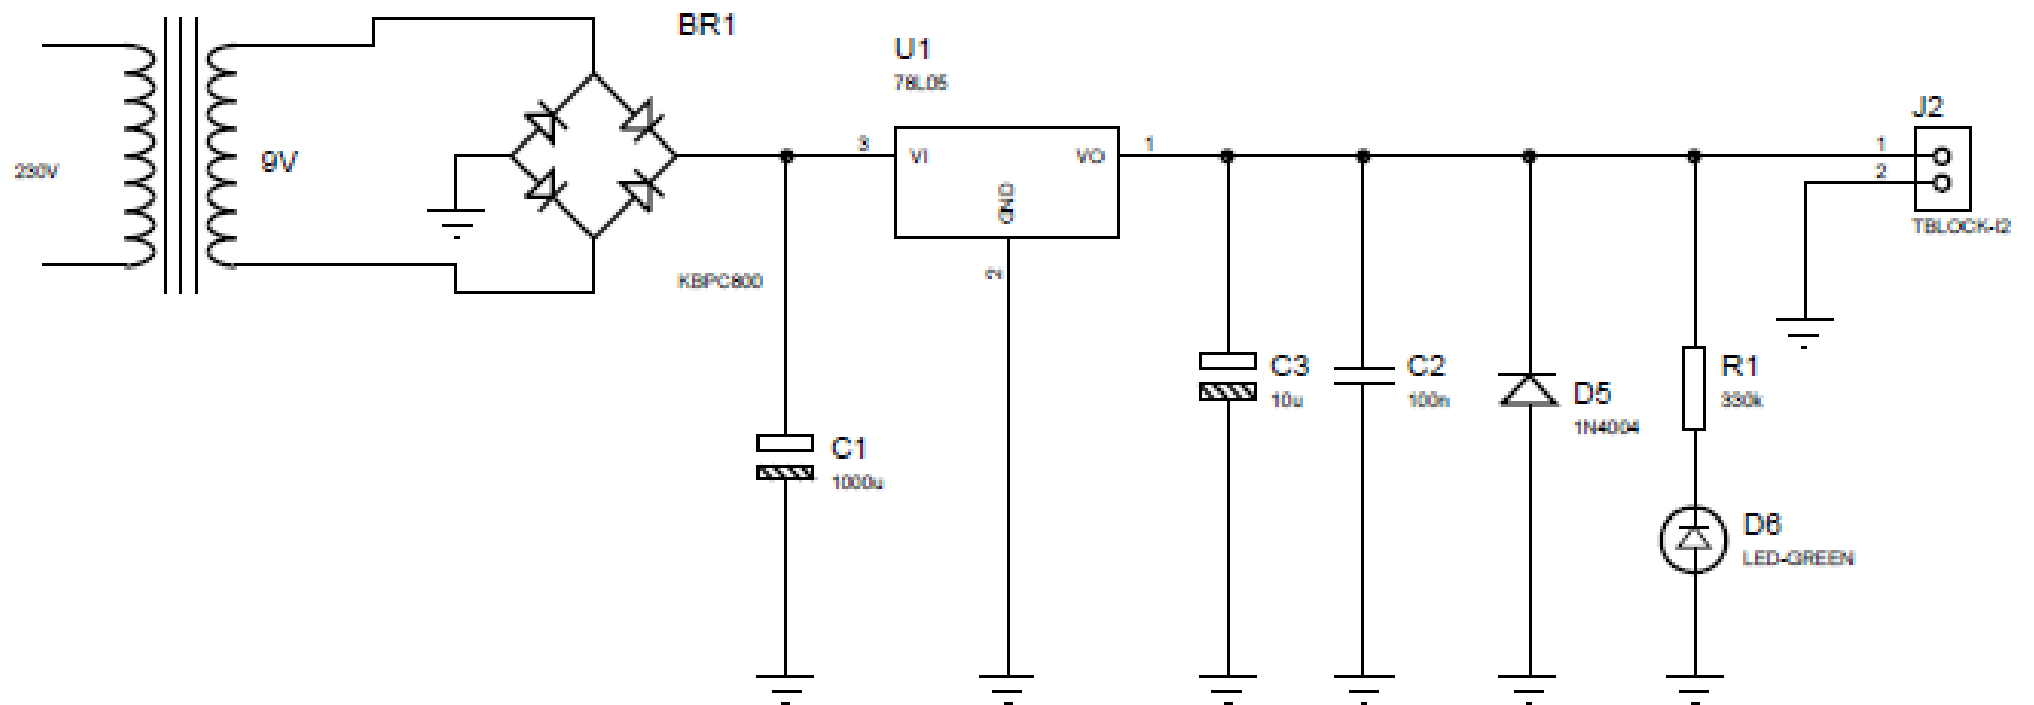 BR1
U1
78L05
J2
3
VI
VO
1
1
2
230V
9V
GND
2
TBLOCK-I2
KBPC800
C3
10u
C2
100n
D5
1N4004
R1
330k
C1
1000u
D6
LED-GREEN